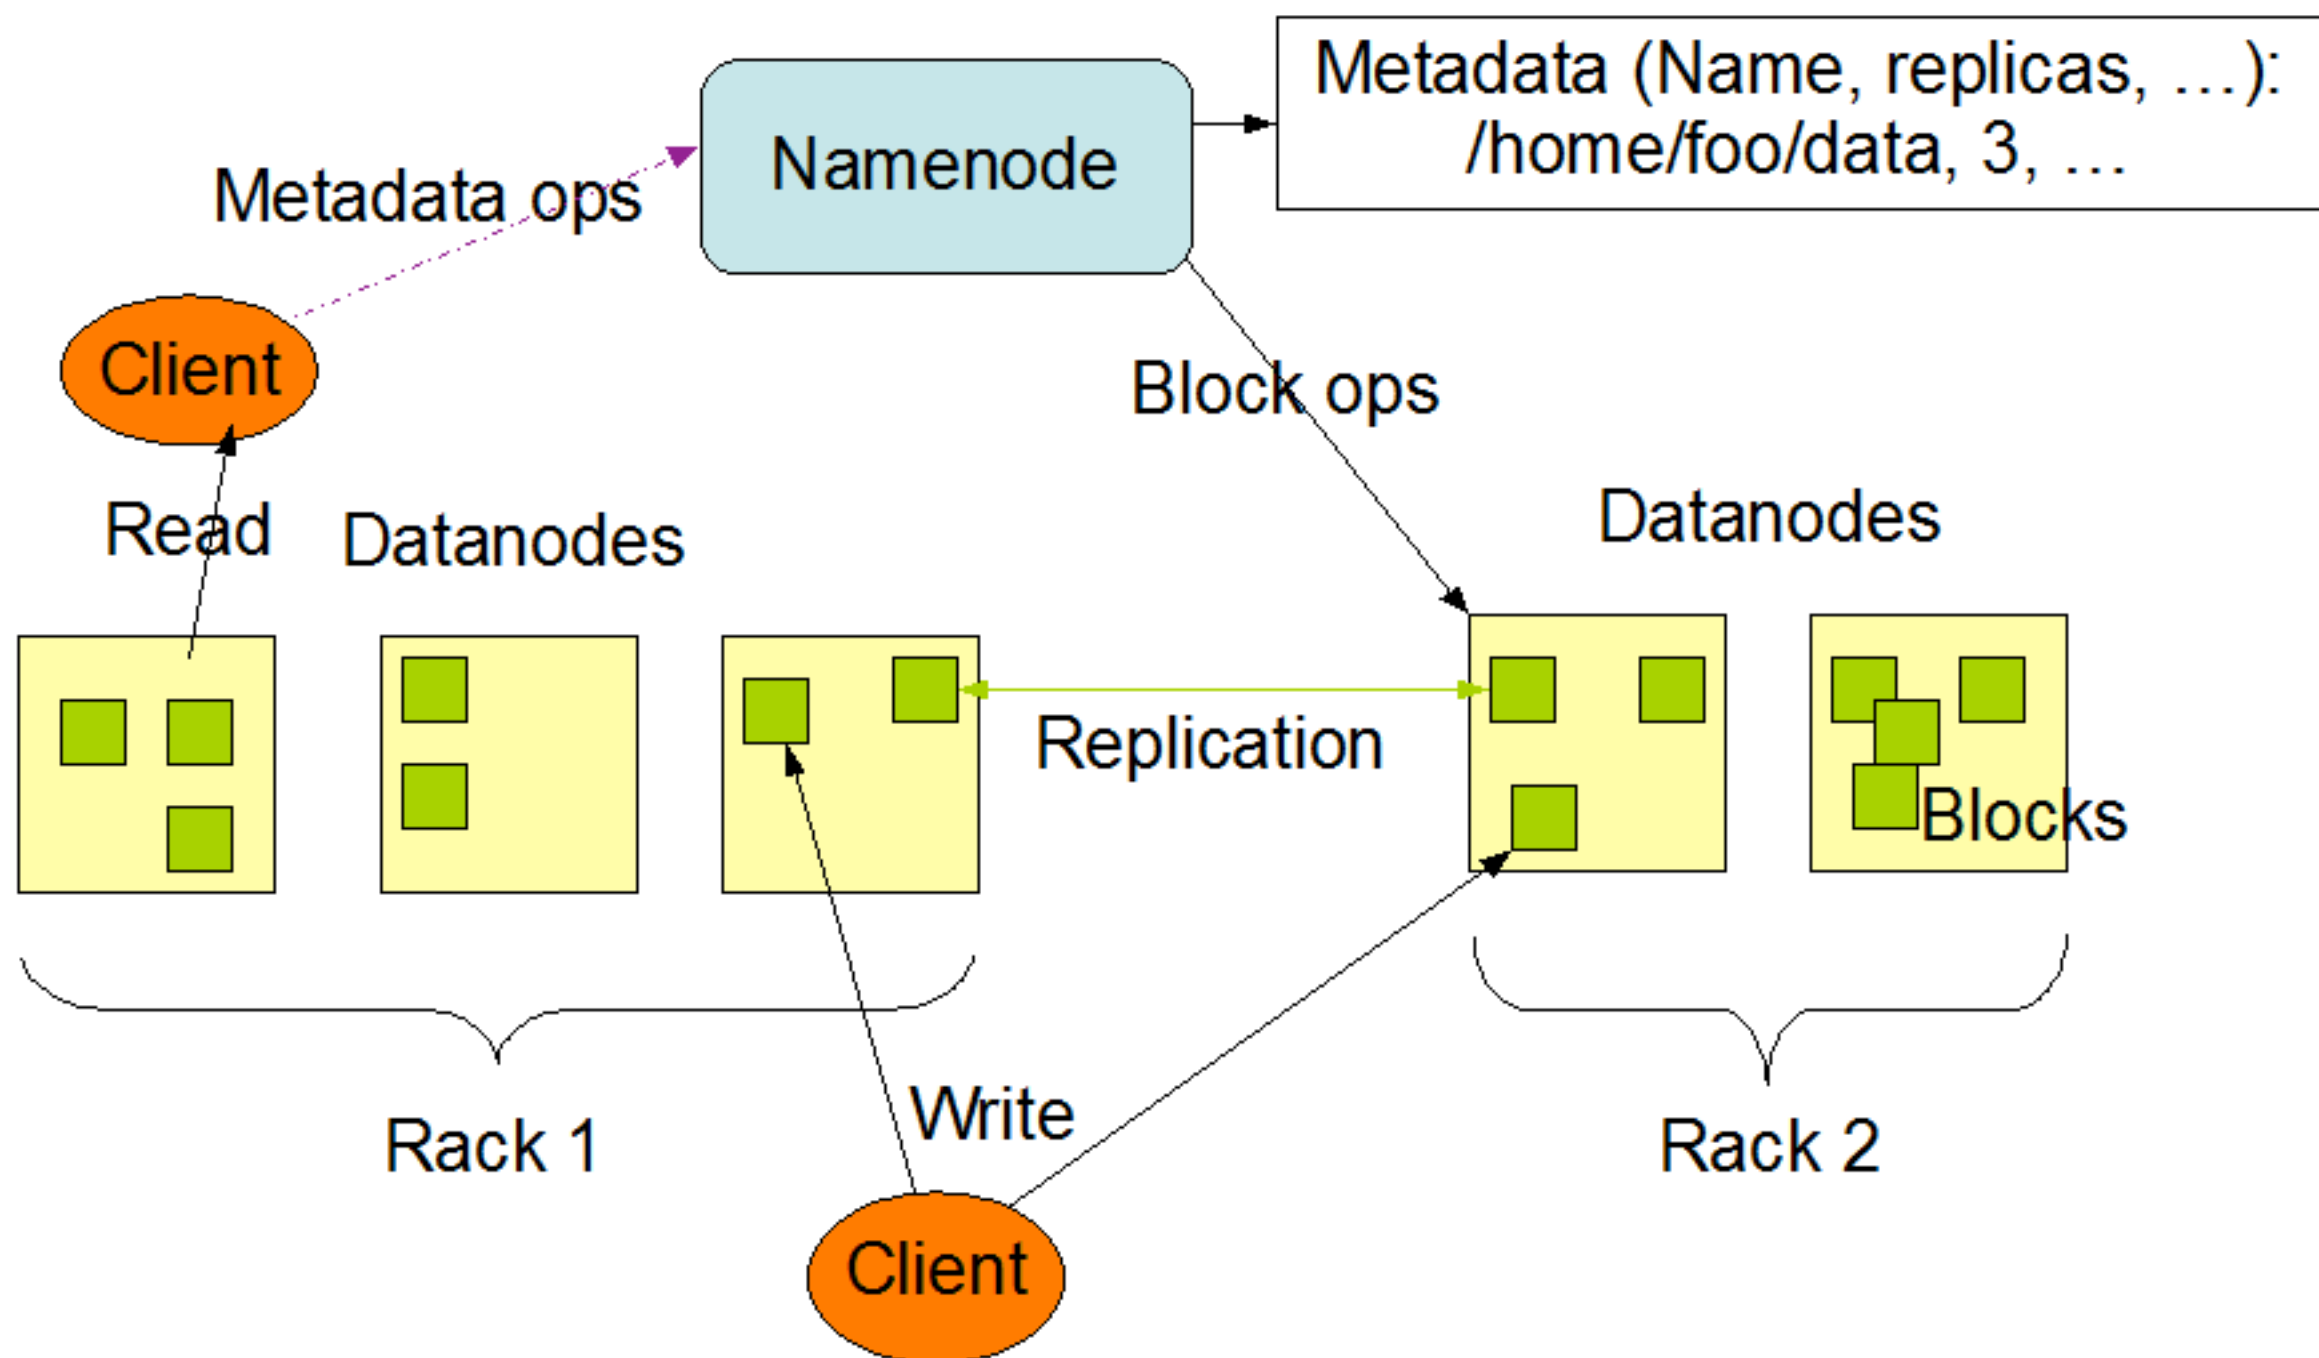 Metadata (Name, replicas, …):
/home/foo/data, 3, …
Namenode
Metadata ops
Client
Block ops
Read
Datanodes
Datanodes
Replication
Blocks
Rack 1
Write
Rack 2
Client